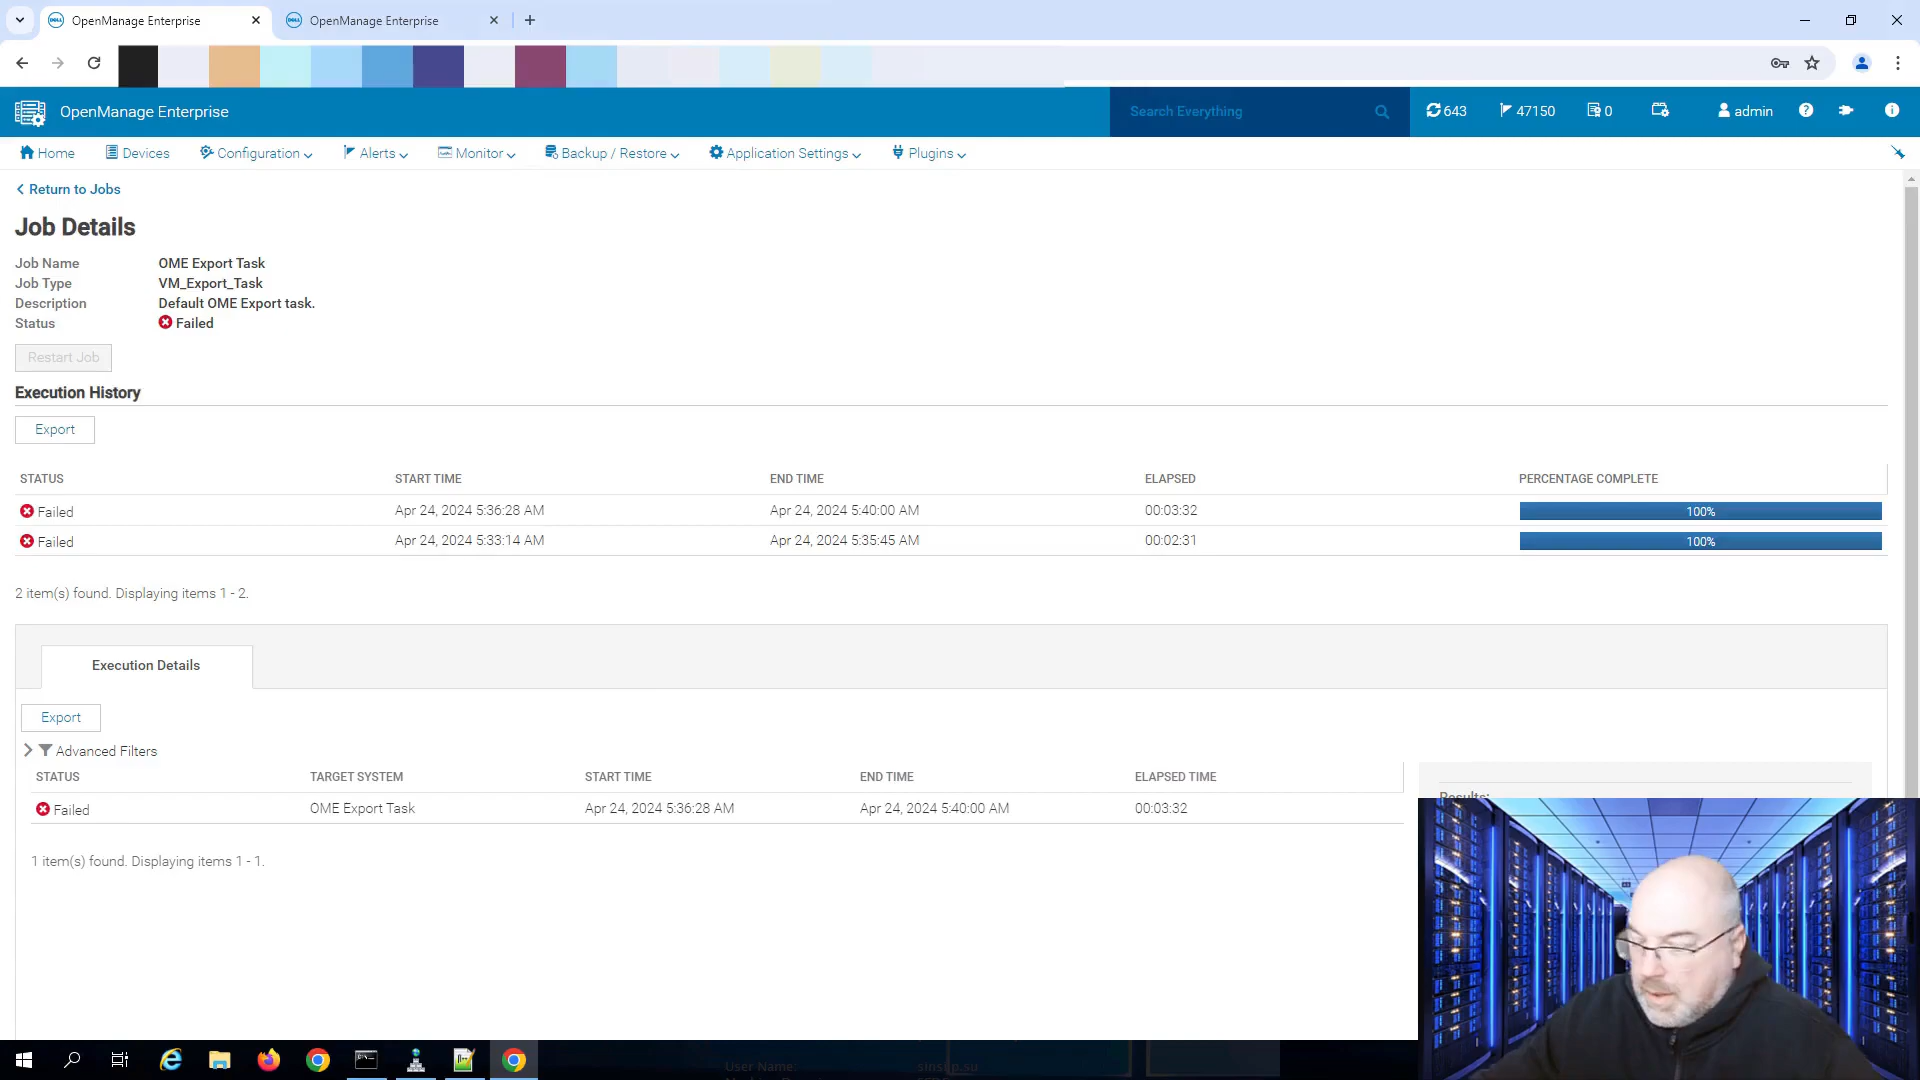 OpenManage Enterprise
OpenManage Enterprise
OpenManage Enterprise
Search Everything
643
47150
0
admin
Home
Devices
Configuration
Alerts
Monitor
Backup / Restore
Application Settings
Plugins
Return to Jobs
Job Details
Job Name OME Export Task
Job Type VM_Export_Task
Description Default OME Export task.
Status Failed
Restart Job
Execution History
Export
STATUS START TIME END TIME ELAPSED PERCENTAGE COMPLETE
Failed Apr 24, 2024 5:36:28 AM Apr 24, 2024 5:40:00 AM 00:03:32 100%
Failed Apr 24, 2024 5:33:14 AM Apr 24, 2024 5:35:45 AM 00:02:31 100%
2 item(s) found. Displaying items 1 - 2.
Execution Details
Export
Advanced Filters
STATUS TARGET SYSTEM START TIME END TIME ELAPSED TIME
Failed OME Export Task Apr 24, 2024 5:36:28 AM Apr 24, 2024 5:40:00 AM 00:03:32
Results:
1 item(s) found. Displaying items 1 - 1.
User Name: